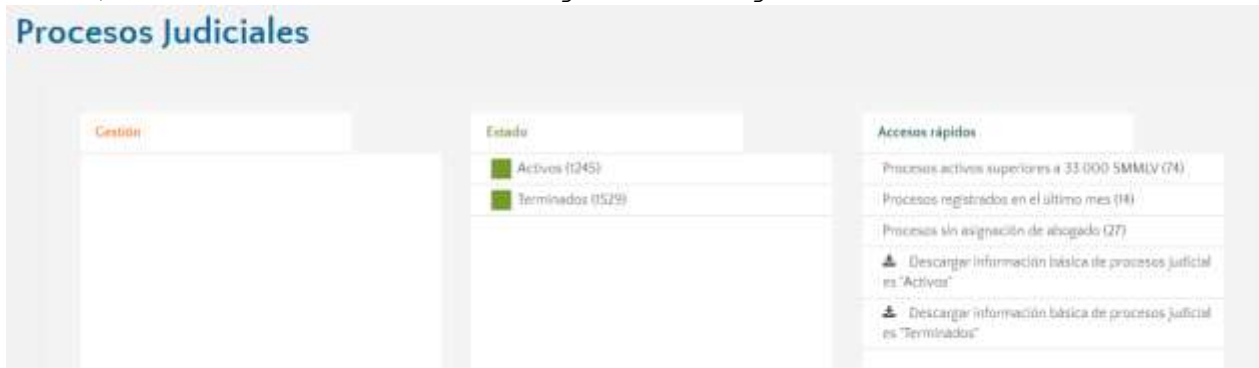 Procesos Judiciales
Gestión
Estado
Activos (1245)
Terminados (1529)
Accesos rápidos
Procesos activos superiores a 33.000 SMMLV (74)
Procesos registrados en el último mes (14)
Procesos sin asignación de abogado (27)
Descargar información básica de procesos judicial
es "Activos"
Descargar información básica de procesos judicial
es "Terminados"